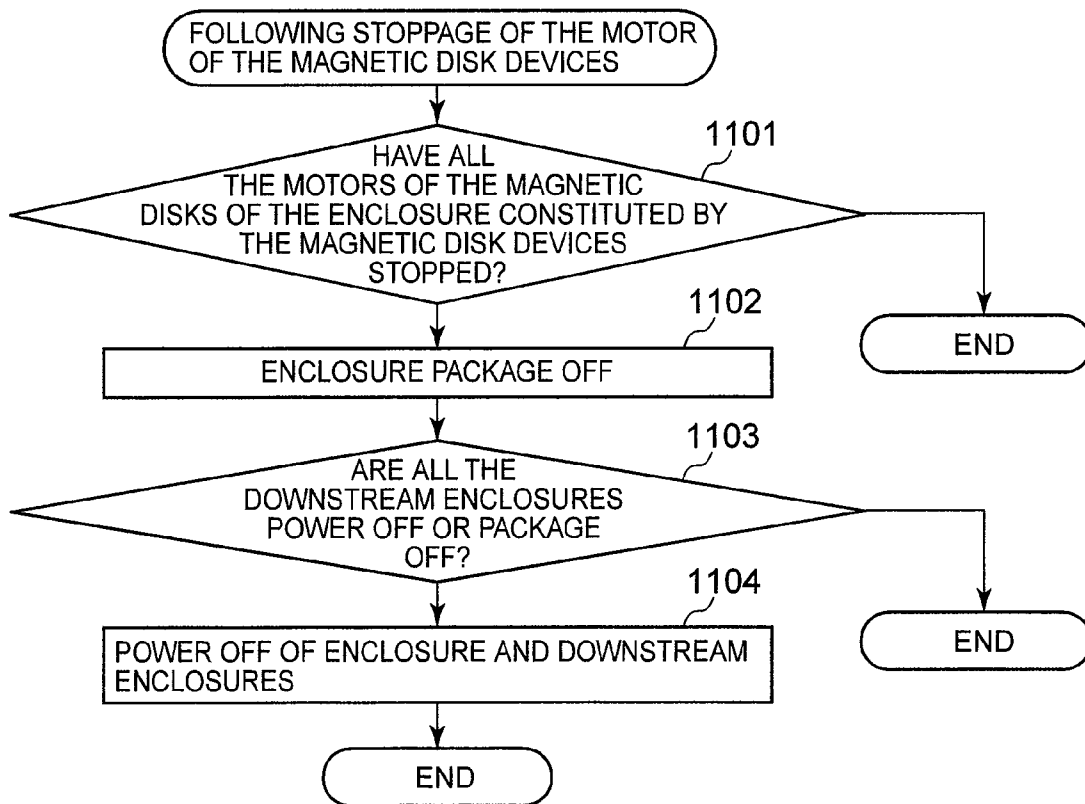 FOLLOWING STOPPAGE OF THE MOTOR
OF THE MAGNETIC DISK DEVICES
1101
HAVE ALL
THE MOTORS OF THE MAGNETIC
DISKS OF THE ENCLOSURE CONSTITUTED BY
THE MAGNETIC DISK DEVICES
STOPPED?
END
1102
ENCLOSURE PACKAGE OFF
1103
ARE ALL THE
DOWNSTREAM ENCLOSURES
POWER OFF OR PACKAGE
OFF?
END
1104
POWER OFF OF ENCLOSURE AND DOWNSTREAM
ENCLOSURES
END